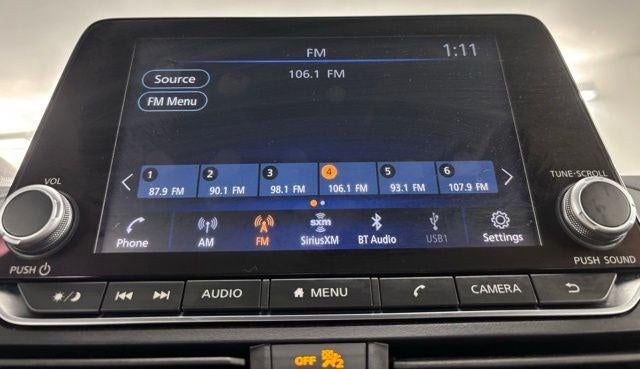 FM
1:11
Source
106.1 FM
FM Menu
1 2 3 4 5 6
87.9 FM 90.1 FM 98.1 FM 106.1 FM 93.1 FM 107.9 FM
Phone AM FM sxm SiriusXM BT Audio USB1 Settings
VOL
TUNE·SCROLL
PUSH
PUSH SOUND
AUDIO MENU CAMERA
OFF 2